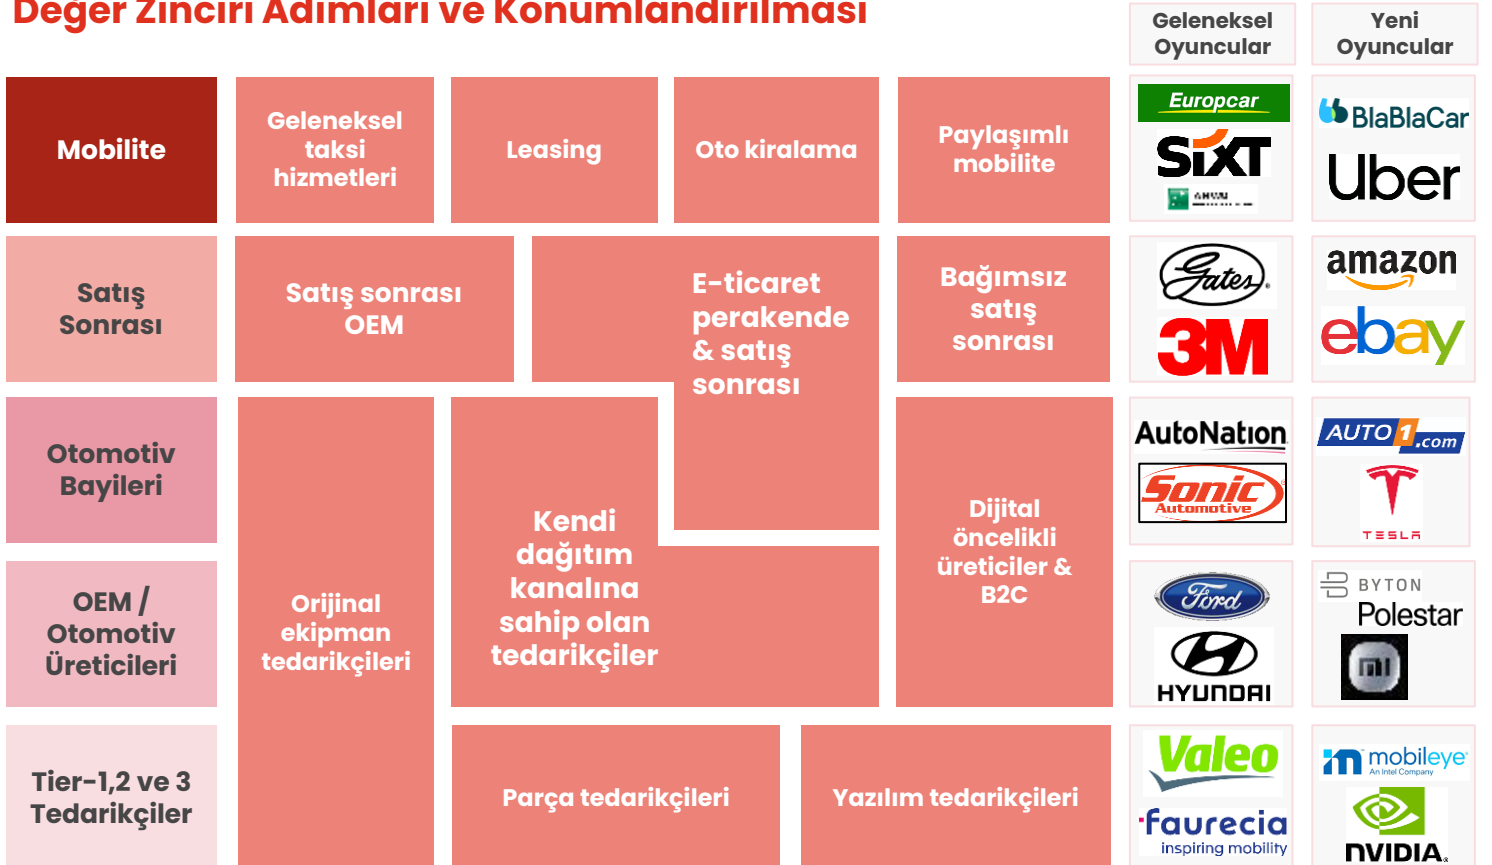 Değer Zinciri Adımları ve Konumlandırılması
Geleneksel
Oyuncular
Yeni
Oyuncular
Mobilite
Geleneksel
taksi
hizmetleri
Leasing
Oto kiralama
Paylaşımlı
mobilite
Europcar
SiXT
BlaBlaCar
Uber
Satış
Sonrası
Satış sonrası
OEM
E-ticaret
perakende
& satış
sonrası
Bağımsız
satış
sonrası
Gates
3M
amazon
ebay
Otomotiv
Bayileri
AutoNation
Sonic
Automotive
AUTO1.com
TESLA
OEM /
Otomotiv
Üreticileri
Orijinal
ekipman
tedarikçileri
Kendi
dağıtım
kanalına
sahip olan
tedarikçiler
Dijital
öncelikli
üreticiler &
B2C
Ford
HYUNDAI
BYTON
Polestar
mi
Tier-1,2 ve 3
Tedarikçiler
Parça tedarikçileri
Yazılım tedarikçileri
Valeo
faurecia
inspiring mobility
mobileye
An Intel Company
NVIDIA.